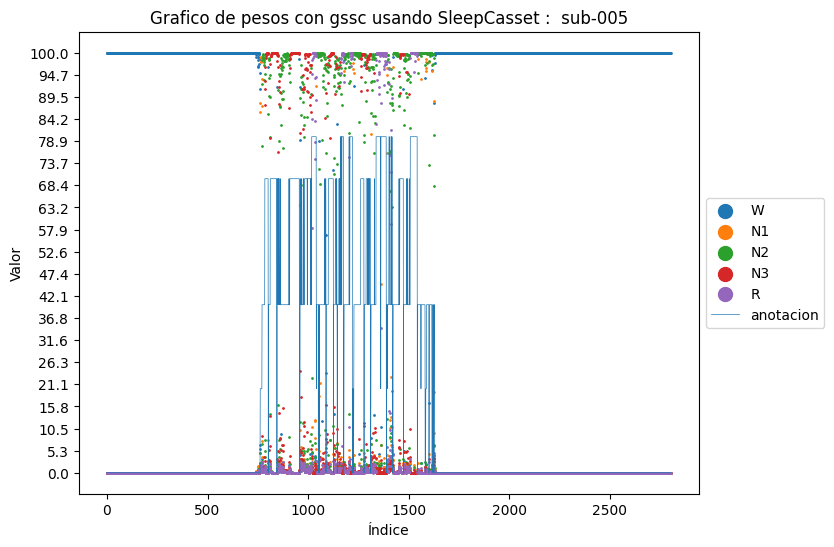 Grafico de pesos con gssc usando SleepCasset :  sub-005
Valor
100.0
94.7
89.5
84.2
78.9
73.7
68.4
63.2
57.9
52.6
47.4
42.1
36.8
31.6
26.3
21.1
15.8
10.5
5.3
0.0
0 500 1000 1500 2000 2500
Índice
W
N1
N2
N3
R
anotacion